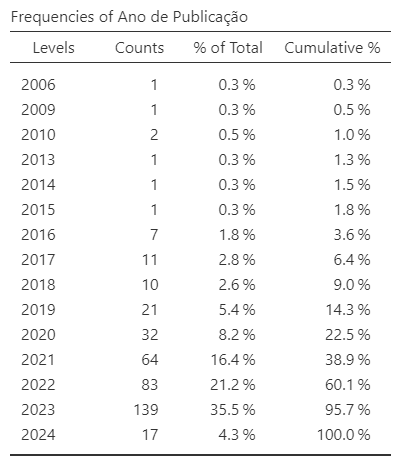 Frequencies of Ano de Publicação
Levels Counts % of Total Cumulative %
2006 1 0.3 % 0.3 %
2009 1 0.3 % 0.5 %
2010 2 0.5 % 1.0 %
2013 1 0.3 % 1.3 %
2014 1 0.3 % 1.5 %
2015 1 0.3 % 1.8 %
2016 7 1.8 % 3.6 %
2017 11 2.8 % 6.4 %
2018 10 2.6 % 9.0 %
2019 21 5.4 % 14.3 %
2020 32 8.2 % 22.5 %
2021 64 16.4 % 38.9 %
2022 83 21.2 % 60.1 %
2023 139 35.5 % 95.7 %
2024 17 4.3 % 100.0 %